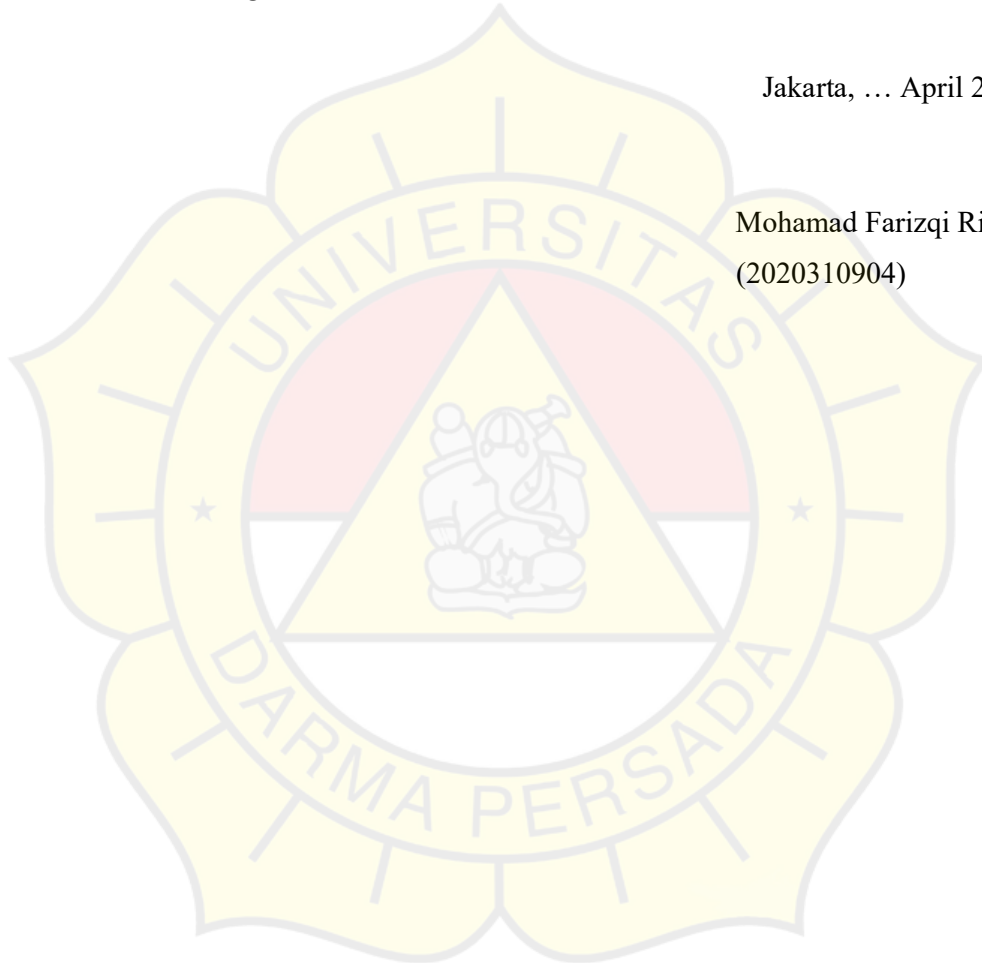 Jakarta, … April 2
Mohamad Farizqi Ri
(2020310904)
UNIVERSITAS
DARMA PERSADA